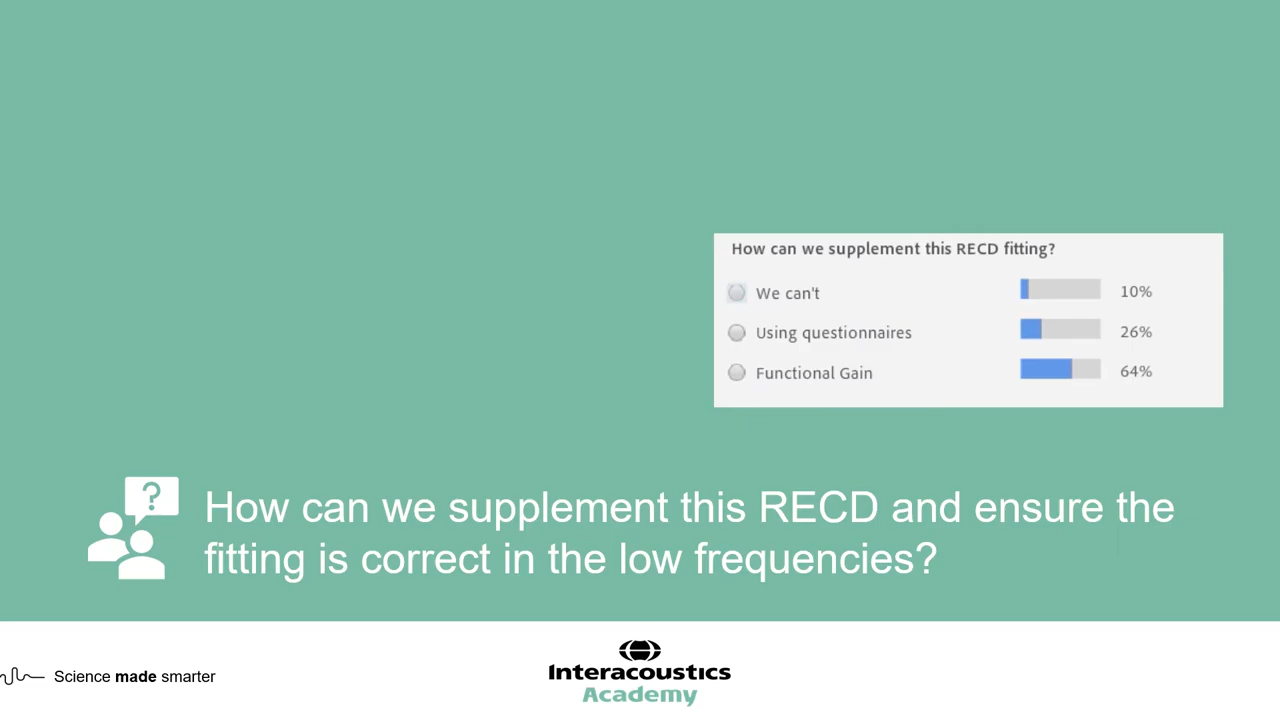 How can we supplement this RECD fitting?
We can't 10%
Using questionnaires 26%
Functional Gain 64%
?
How can we supplement this RECD and ensure the
fitting is correct in the low frequencies?
Science made smarter
Interacoustics
Academy